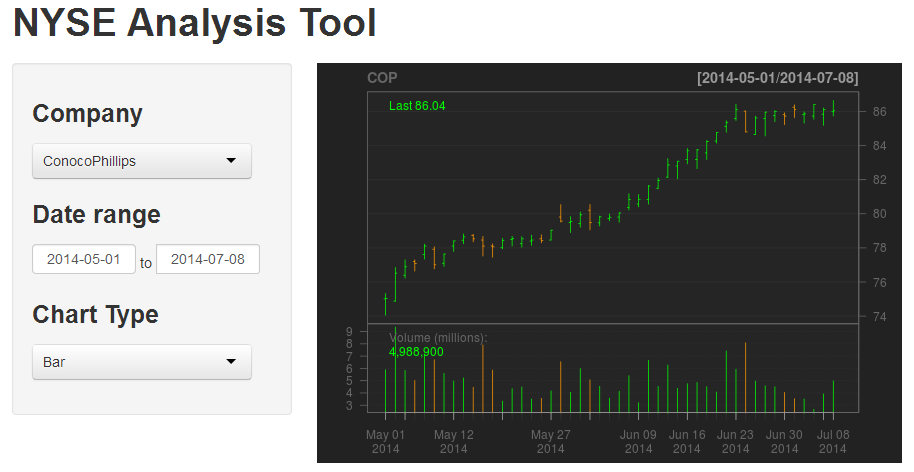 NYSE Analysis Tool
Company
ConocoPhillips
Date range
2014-05-01 to 2014-07-08
Chart Type
Bar
COP [2014-05-01/2014-07-08]
Last 86.04
86
84
82
80
78
76
74
Volume (millions):
4,988,900
9
8
7
6
5
4
3
May 01 May 12 May 27 Jun 09 Jun 16 Jun 23 Jun 30 Jul 08
2014 2014 2014 2014 2014 2014 2014 2014